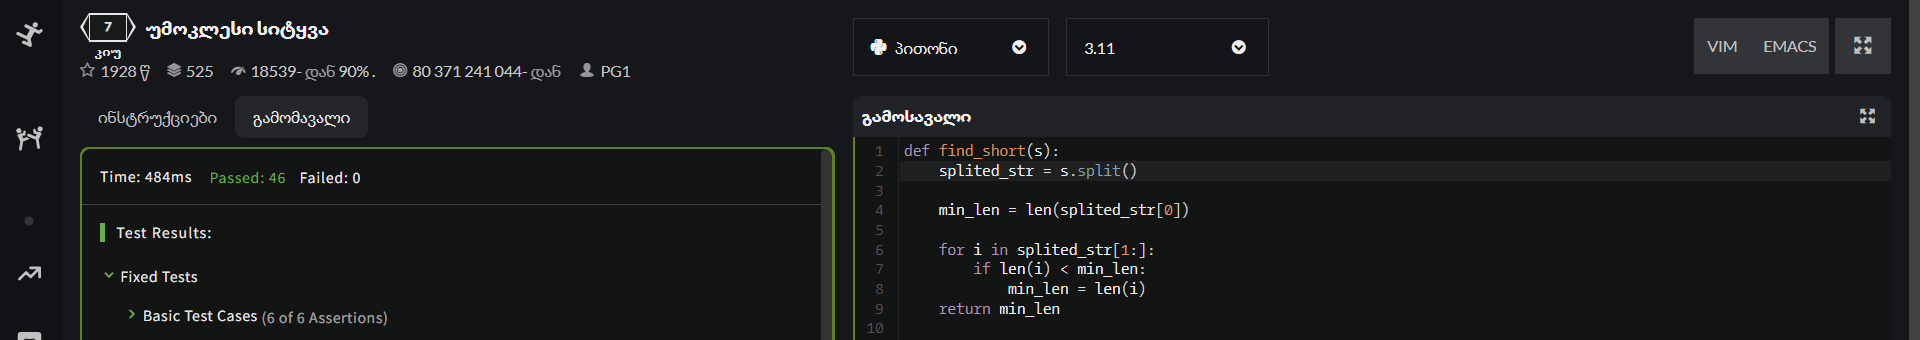 7 უმოკლესი სიტყვა
კიუ
1928 წ 525 18539- დან 90% . 80 371 241 044- დან PG1
ინსტრუქციები გამომავალი
Time: 484ms Passed: 46 Failed: 0
Test Results:
Fixed Tests
Basic Test Cases (6 of 6 Assertions)
პითონი 3.11 VIM EMACS
გამოსავალი
1 def find_short(s):
2     splited_str = s.split()
3
4     min_len = len(splited_str[0])
5
6     for i in splited_str[1:]:
7         if len(i) < min_len:
8             min_len = len(i)
9     return min_len
10